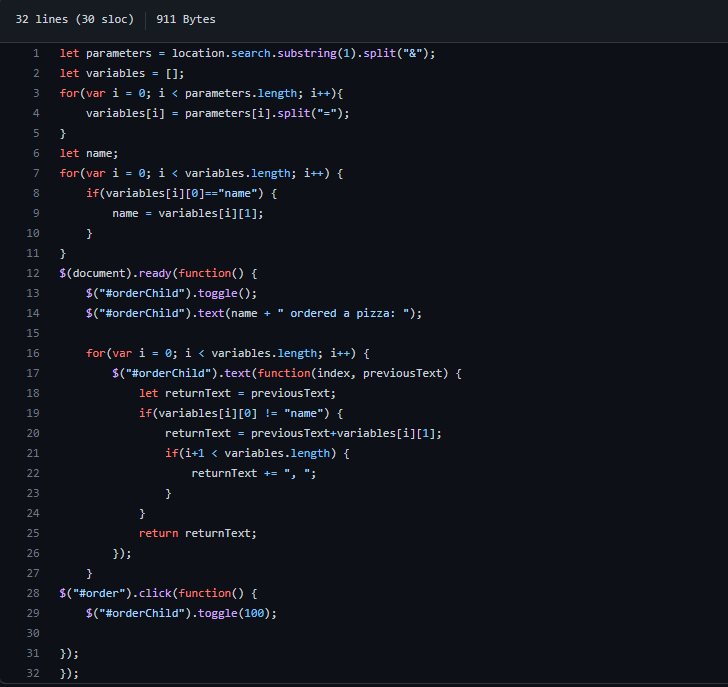 32 lines (30 sloc) 911 Bytes
1 let parameters = location.search.substring(1).split("&");
2 let variables = [];
3 for(var i = 0; i < parameters.length; i++){
4     variables[i] = parameters[i].split("=");
5 }
6 let name;
7 for(var i = 0; i < variables.length; i++) {
8     if(variables[i][0]=="name") {
9         name = variables[i][1];
10     }
11 }
12 $(document).ready(function() {
13     $("#orderChild").toggle();
14     $("#orderChild").text(name + " ordered a pizza: ");
15
16     for(var i = 0; i < variables.length; i++) {
17         $("#orderChild").text(function(index, previousText) {
18             let returnText = previousText;
19             if(variables[i][0] != "name") {
20                 returnText = previousText+variables[i][1];
21                 if(i+1 < variables.length) {
22                     returnText += ", ";
23                 }
24             }
25             return returnText;
26         });
27     }
28 $("#order").click(function() {
29     $("#orderChild").toggle(100);
30
31 });
32 });